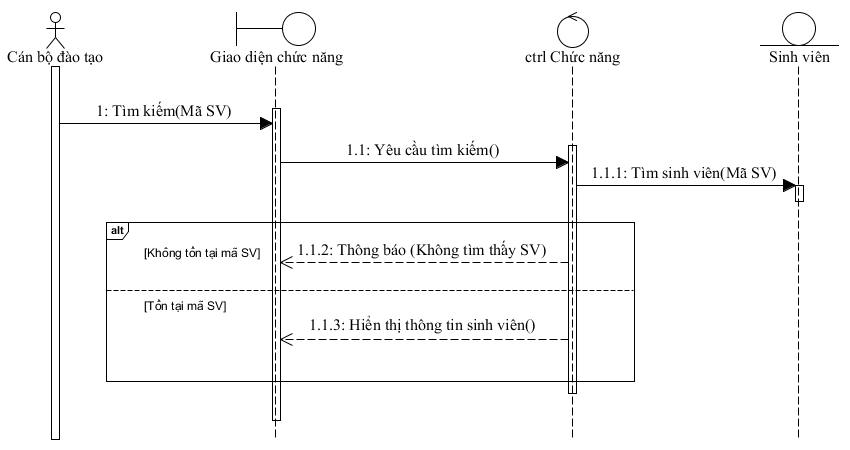 Cán bộ đào tạo
Giao diện chức năng
ctrl Chức năng
Sinh viên
1: Tìm kiếm(Mã SV)
1.1: Yêu cầu tìm kiếm()
1.1.1: Tìm sinh viên(Mã SV)
alt
[Không tồn tại mã SV]
1.1.2: Thông báo (Không tìm thấy SV)
[Tồn tại mã SV]
1.1.3: Hiển thị thông tin sinh viên()